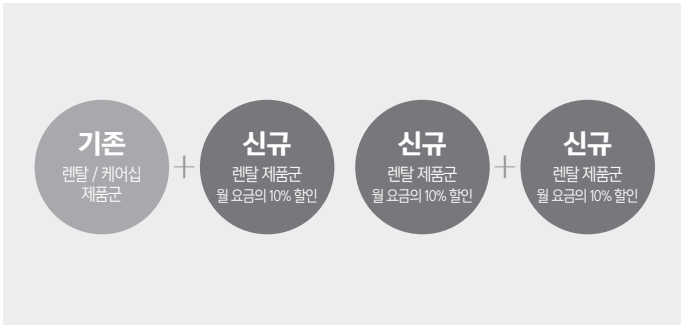 기존
렌탈 / 케어십
제품군
+
신규
렌탈 제품군
월 요금의 10% 할인
신규
렌탈 제품군
월 요금의 10% 할인
+
신규
렌탈 제품군
월 요금의 10% 할인